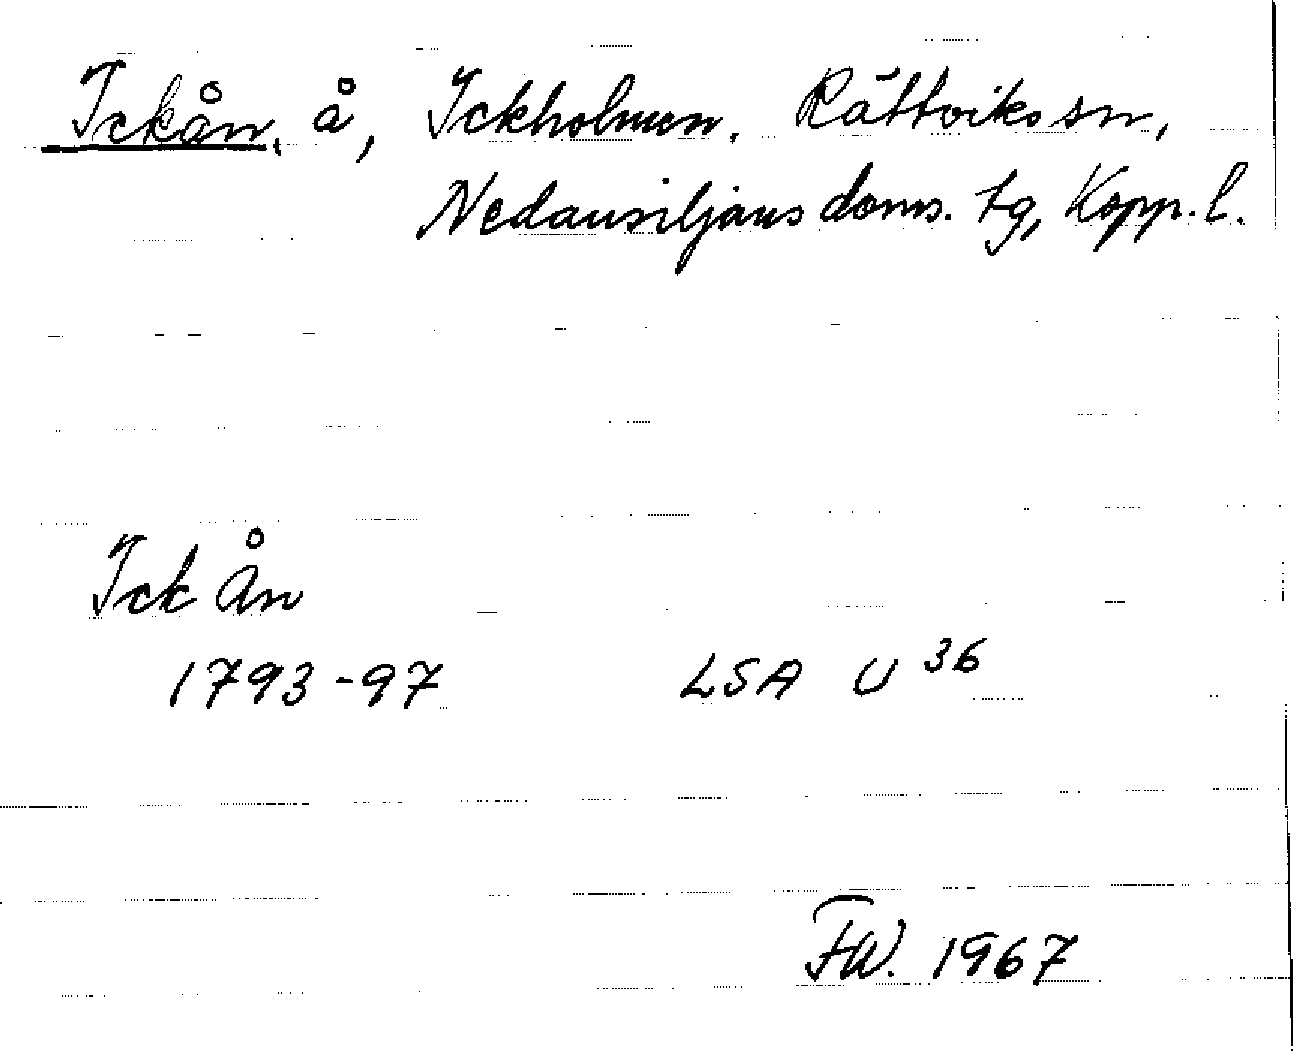 Ickån, å, Ickholmen. Rättviks sn,
Nedansiljans doms. tg, Kopp. l.
Ick Ån
1793-97 LSA U 36
FW. 1967